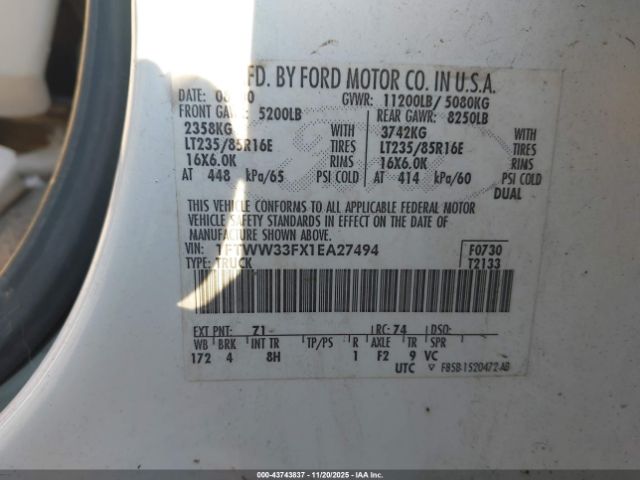 FD. BY FORD MOTOR CO. IN U.S.A.
DATE: GVWR: 11200LB/ 5080KG
FRONT GAWR: 5200LB REAR GAWR: 8250LB
2358KG WITH 3742KG WITH
LT235/85R16E TIRES LT235/85R16E TIRES
16X6.0K RIMS 16X6.0K RIMS
AT 448 kPa/65 PSI COLD AT 414 kPa/60 PSI COLD
DUAL
THIS VEHICLE CONFORMS TO ALL APPLICABLE FEDERAL MOTOR
VEHICLE SAFETY STANDARDS IN EFFECT ON THE DATE OF
MANUFACTURE SHOWN ABOVE.
VIN: 1FTWW33FX1EA27494 F0730
TYPE: TRUCK T2133
EXT PNT: 71 RC: 74 DSO:
WB BRK INT TR TP/PS R AXLE TR SPR
172 4 8H 1 F2 9 VC
UTC F85B-1520472-AB
000-43743837 - 11/20/2025 - IAA Inc.